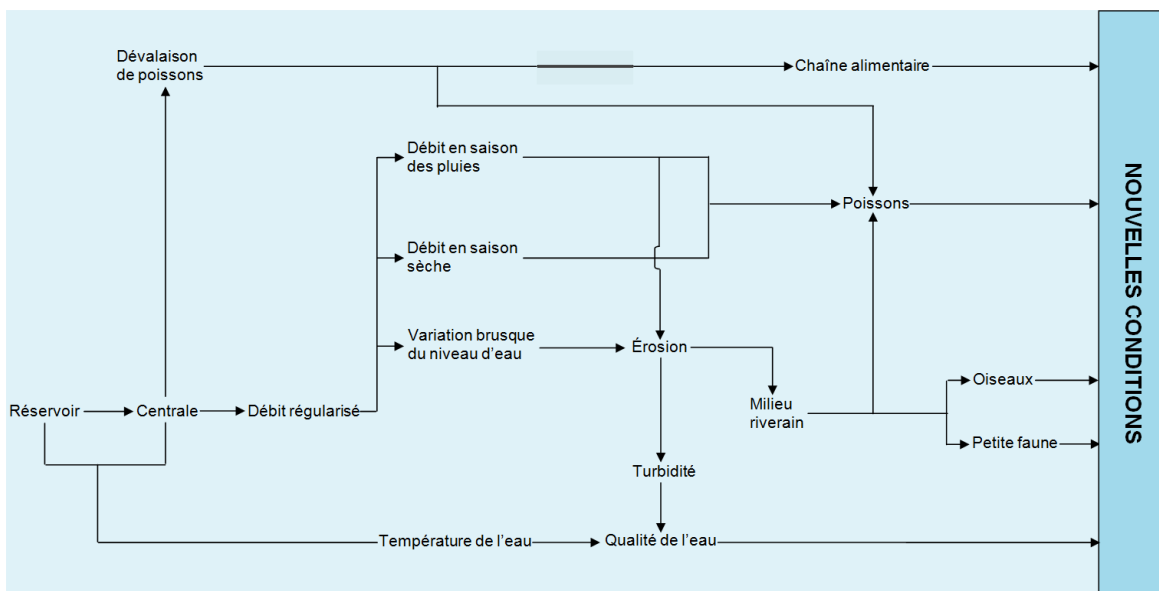 Dévalaison
de poissons
Chaîne alimentaire
Débit en saison
des pluies
Poissons
Débit en saison
sèche
Variation brusque
du niveau d'eau
Érosion
Oiseaux
Réservoir
Centrale
Débit régularisé
Milieu
riverain
Petite faune
Turbidité
Température de l'eau
Qualité de l'eau
NOUVELLES CONDITIONS